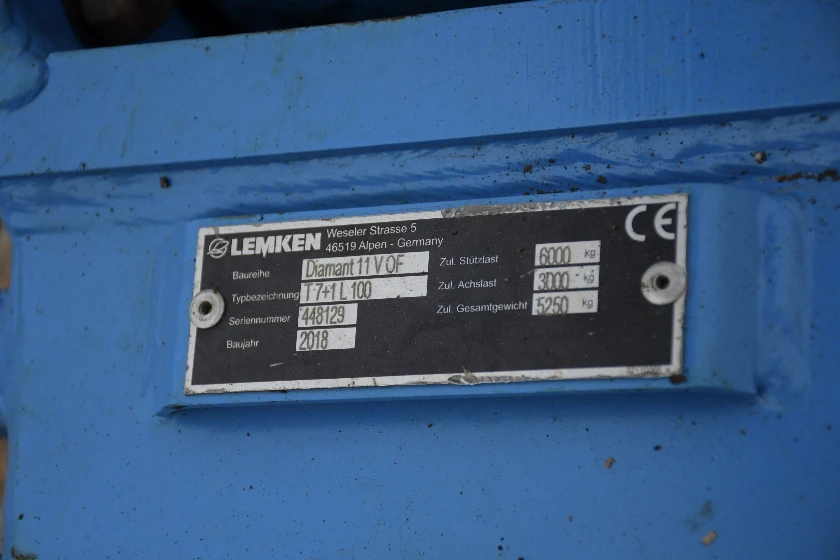 LEMKEN
Weseler Strasse 5
46519 Alpen - Germany
CE
Baureihe Diamant 11 V OF
Typbezeichnung T 7+1 L 100
Seriennummer 448129
Baujahr 2018
Zul. Stützlast 6000 kg
Zul. Achslast 3000 kg
Zul. Gesamtgewicht 5250 kg